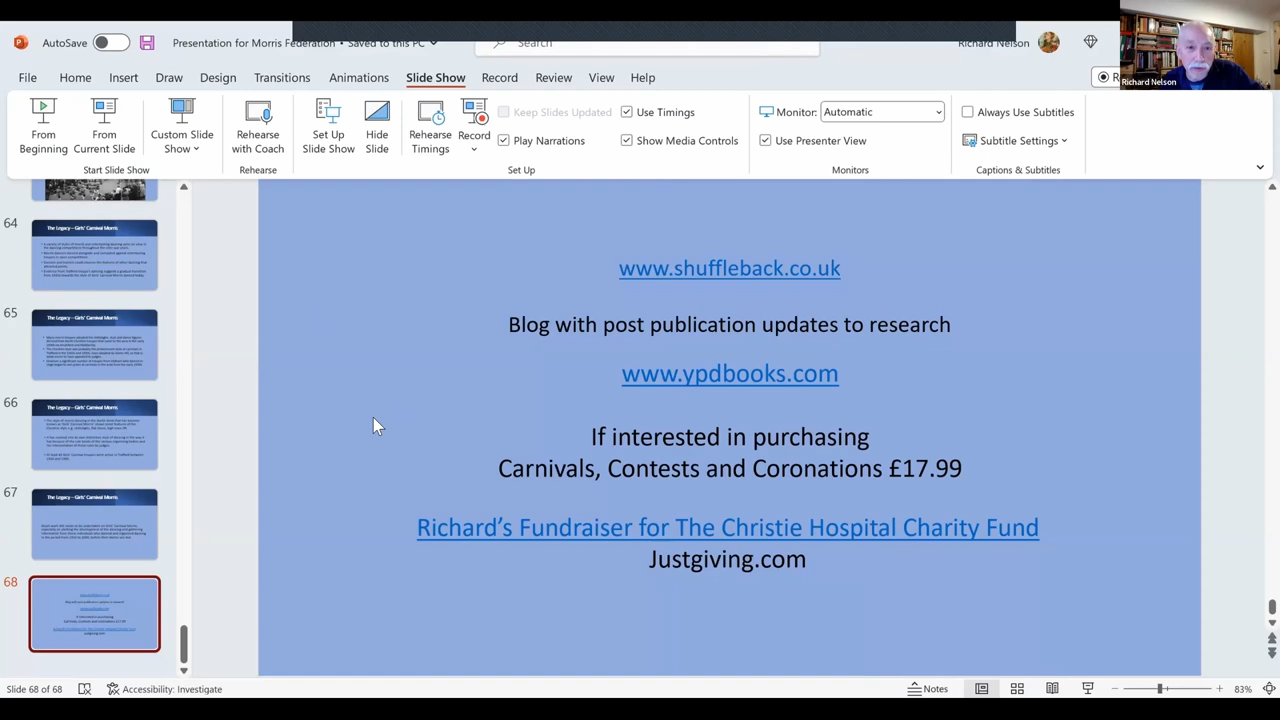 AutoSave
Presentation for Morris Federation • Saved to this PC
Search
Richard Nelson
Richard Nelson
File Home Insert Draw Design Transitions Animations Slide Show Record Review View Help
From Beginning
From Current Slide
Custom Slide Show
Rehearse with Coach
Set Up Slide Show
Hide Slide
Rehearse Timings
Record
Keep Slides Updated
Play Narrations
Use Timings
Show Media Controls
Monitor: Automatic
Use Presenter View
Always Use Subtitles
Subtitle Settings
Start Slide Show
Rehearse
Set Up
Monitors
Captions & Subtitles
64
The Legacy – Girls' Carnival Morris
65
The Legacy – Girls' Carnival Morris
66
The Legacy – Girls' Carnival Morris
67
The Legacy – Girls' Carnival Morris
68
www.shuffleback.co.uk
Blog with post publication updates to research
www.ypdbooks.com
If interested in purchasing
Carnivals, Contests and Coronations £17.99
Richard's Fundraiser for The Christie Hospital Charity Fund
Justgiving.com
Slide 68 of 68
Accessibility: Investigate
Notes
83%